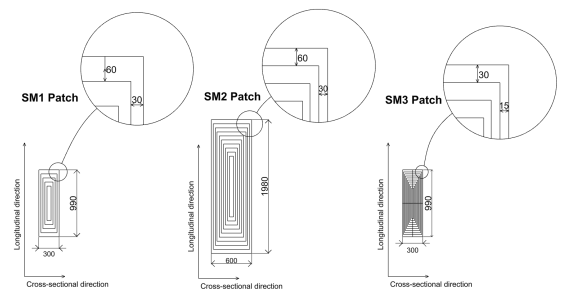 SM1 Patch
60
30
Longitudinal direction
990
300
Cross-sectional direction
SM2 Patch
60
30
Longitudinal direction
1980
600
Cross-sectional direction
SM3 Patch
30
15
Longitudinal direction
990
300
Cross-sectional direction